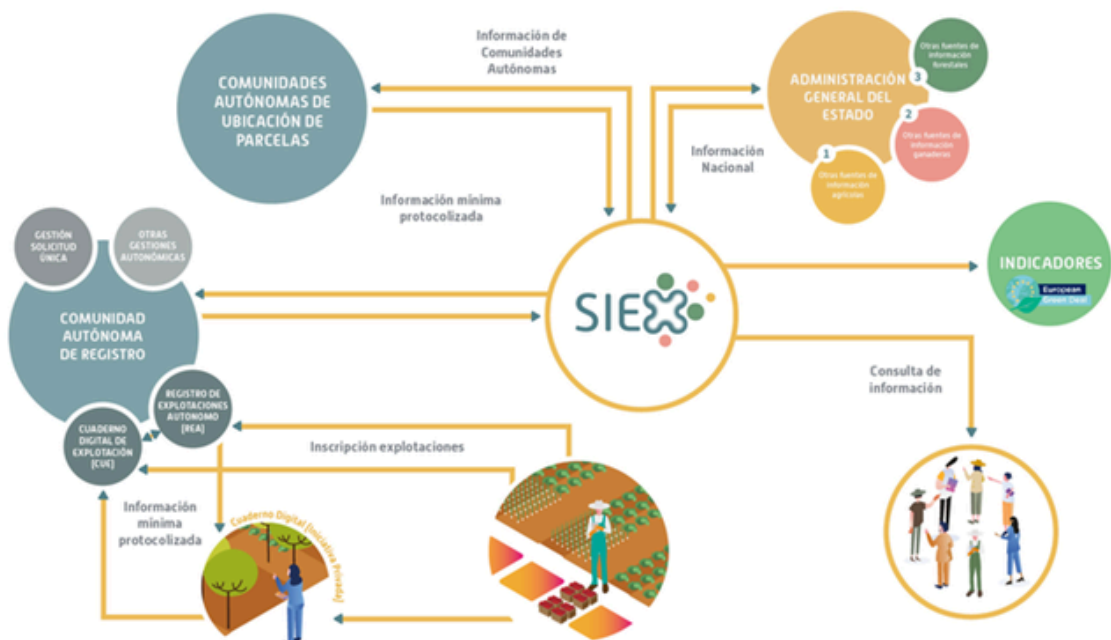 Información de
Comunidades
Autónomas
COMUNIDADES
AUTÓNOMAS DE
UBICACIÓN DE
PARCELAS
ADMINISTRACIÓN
GENERAL DEL
ESTADO
Otras fuentes de
información
forestales
3
2
Otras fuentes de
información
ganaderas
1
Otras fuentes de
información
agrícolas
Información
Nacional
Información mínima
protocolizada
GESTIÓN
SOLICITUD
ÚNICA
OTRAS
GESTIONES
AUTONÓMICAS
COMUNIDAD
AUTÓNOMA
DE REGISTRO
SIEX
INDICADORES
European
Green Deal
Consulta de
información
REGISTRO DE
EXPLOTACIONES
AUTONOMO
[REA]
CUADERNO
DIGITAL DE
EXPLOTACIÓN
[CUE]
Inscripción explotaciones
Información
mínima
protocolizada
Cuaderno Digital [Iniciativa Privada]